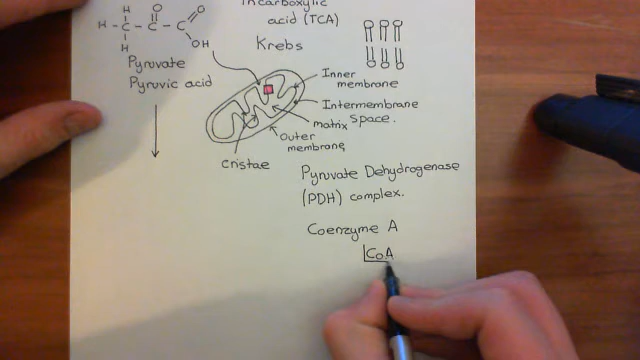 H O O
H - C - C - C
H OH
Tricarboxylic
acid (TCA)
Krebs
Pyruvate
Pyruvic acid
Inner
membrane
Intermembrane
space.
matrix
Outer
membrane
Cristae
Pyruvate Dehydrogenase
(PDH) complex.
Coenzyme A
CoA